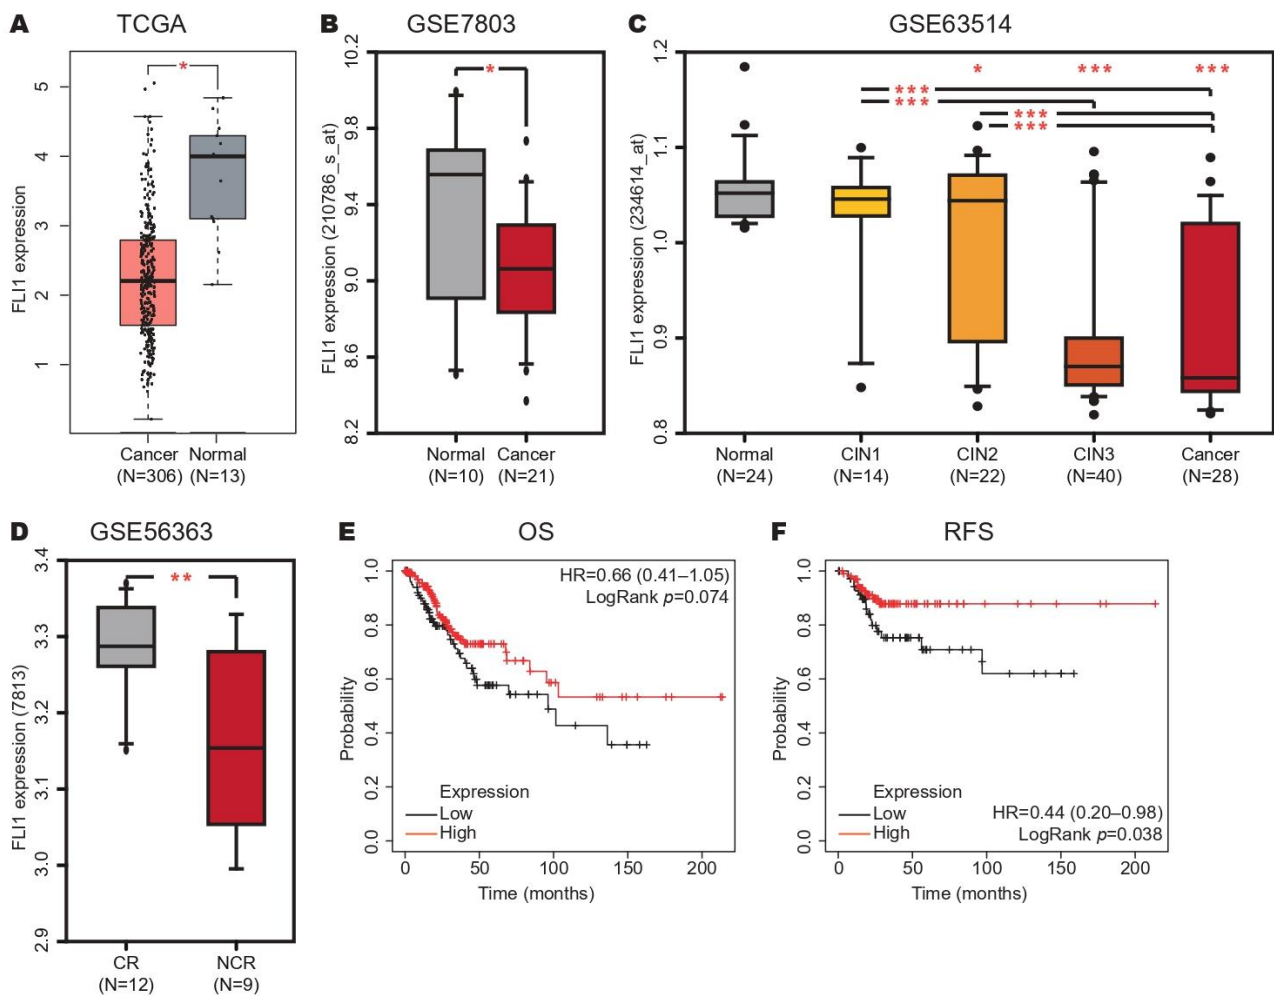 A TCGA
FLI1 expression
5
4
3
2
1
*
Cancer Normal
(N=306) (N=13)
B GSE7803
FLI1 expression (210786_s_at)
10.2
9.8
9.4
9.0
8.6
8.2
*
Normal Cancer
(N=10) (N=21)
C GSE63514
FLI1 expression (234614_at)
1.2
1.1
1.0
0.9
0.8
* *** ***
***
***
***
***
Normal CIN1 CIN2 CIN3 Cancer
(N=24) (N=14) (N=22) (N=40) (N=28)
D GSE56363
FLI1 expression (7813)
3.4
3.3
3.2
3.1
3.0
2.9
**
CR NCR
(N=12) (N=9)
E OS
HR=0.66 (0.41–1.05)
LogRank p=0.074
Probability
1.0
0.8
0.6
0.4
0.2
0.0
Expression
Low
High
0 50 100 150 200
Time (months)
F RFS
Probability
1.0
0.8
0.6
0.4
0.2
0.0
Expression
Low
High
HR=0.44 (0.20–0.98)
LogRank p=0.038
0 50 100 150 200
Time (months)